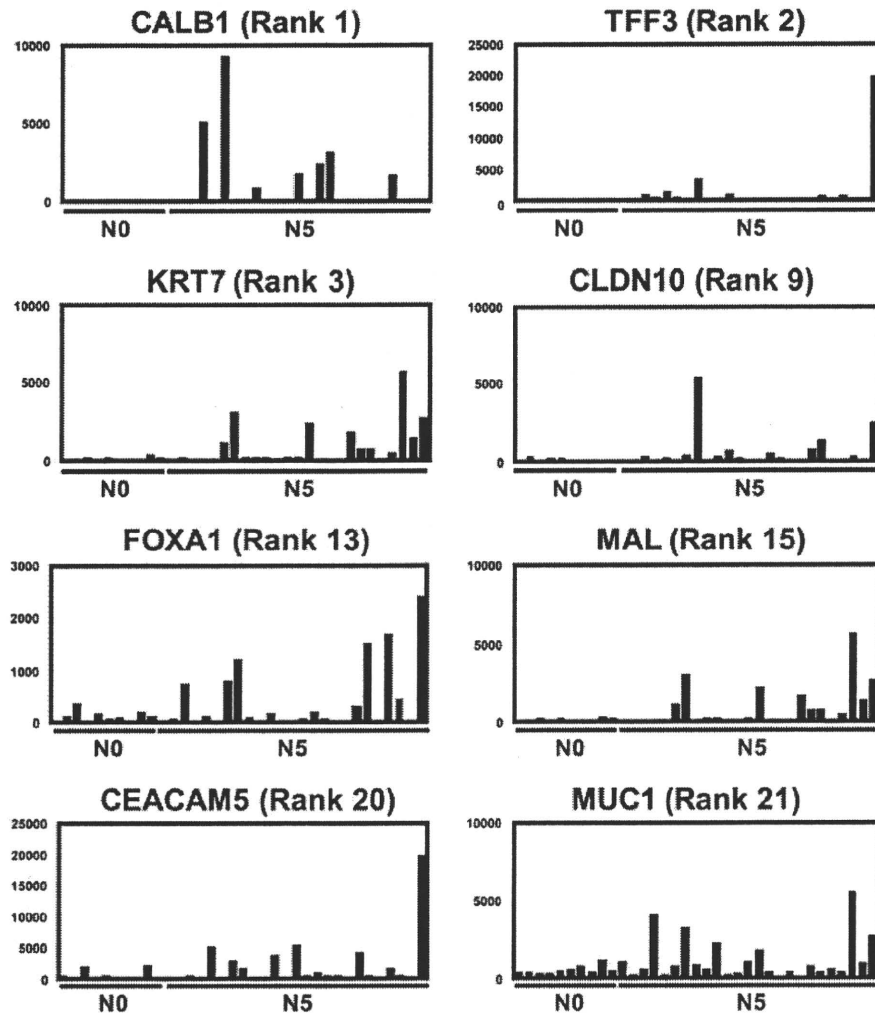 CALB1 (Rank 1)
10000
5000
0
N0 N5
TFF3 (Rank 2)
25000
20000
15000
10000
5000
0
N0 N5
KRT7 (Rank 3)
10000
5000
0
N0 N5
CLDN10 (Rank 9)
10000
5000
0
N0 N5
FOXA1 (Rank 13)
3000
2000
1000
0
N0 N5
MAL (Rank 15)
10000
5000
0
N0 N5
CEACAM5 (Rank 20)
25000
20000
15000
10000
5000
0
N0 N5
MUC1 (Rank 21)
10000
5000
0
N0 N5